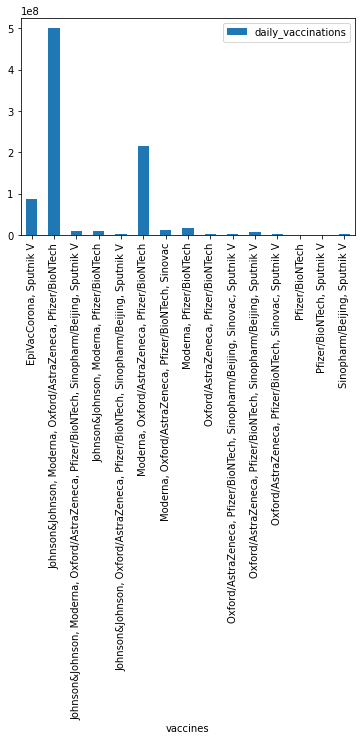 1e8
daily_vaccinations
5
4
3
2
1
0
EpiVacCorona, Sputnik V
Johnson&Johnson, Moderna, Oxford/AstraZeneca, Pfizer/BioNTech
Johnson&Johnson, Moderna, Oxford/AstraZeneca, Pfizer/BioNTech, Sinopharm/Beijing, Sputnik V
Johnson&Johnson, Moderna, Pfizer/BioNTech
Johnson&Johnson, Oxford/AstraZeneca, Pfizer/BioNTech, Sinopharm/Beijing, Sputnik V
Moderna, Oxford/AstraZeneca, Pfizer/BioNTech
Moderna, Oxford/AstraZeneca, Pfizer/BioNTech, Sinovac
Moderna, Pfizer/BioNTech
Oxford/AstraZeneca, Pfizer/BioNTech
Oxford/AstraZeneca, Pfizer/BioNTech, Sinopharm/Beijing, Sinovac, Sputnik V
Oxford/AstraZeneca, Pfizer/BioNTech, Sinopharm/Beijing, Sputnik V
Oxford/AstraZeneca, Pfizer/BioNTech, Sinovac, Sputnik V
Pfizer/BioNTech
Pfizer/BioNTech, Sputnik V
Sinopharm/Beijing, Sputnik V
vaccines